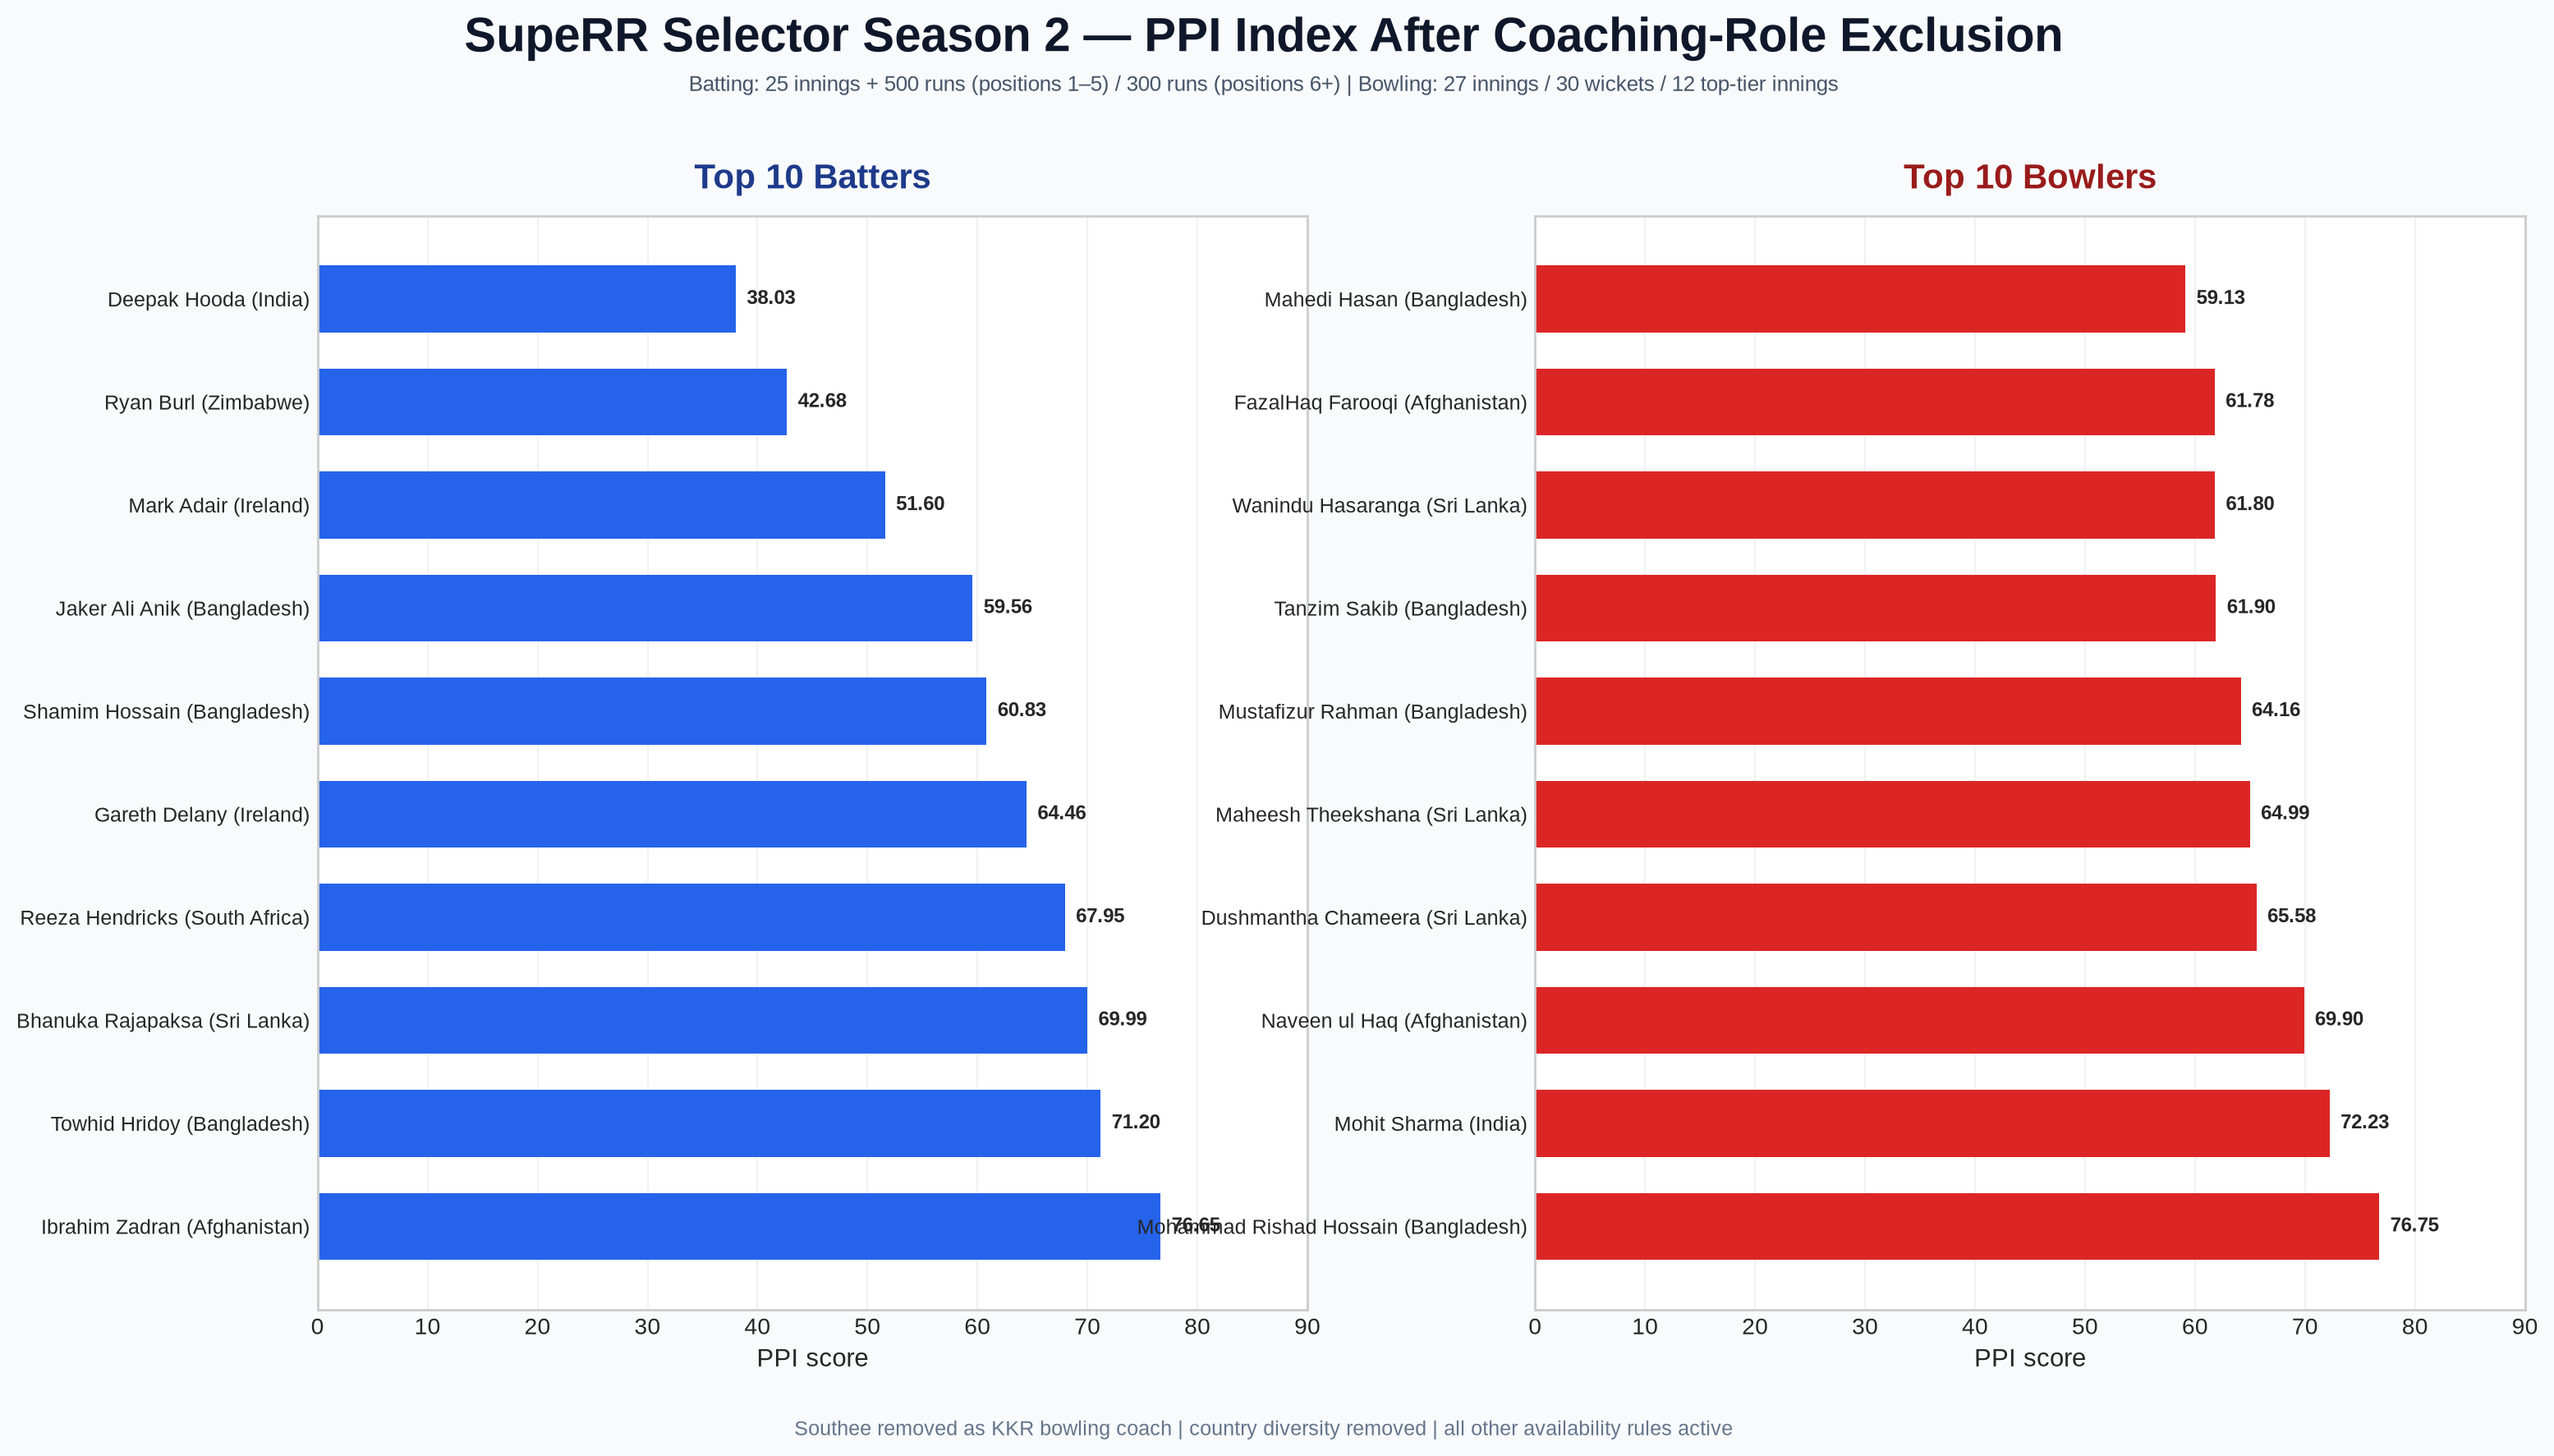 SupeRR Selector Season 2 — PPI Index After Coaching-Role Exclusion
Batting: 25 innings + 500 runs (positions 1–5) / 300 runs (positions 6+) | Bowling: 27 innings / 30 wickets / 12 top-tier innings
Top 10 Batters
Deepak Hooda (India) 38.03
Ryan Burl (Zimbabwe) 42.68
Mark Adair (Ireland) 51.60
Jaker Ali Anik (Bangladesh) 59.56
Shamim Hossain (Bangladesh) 60.83
Gareth Delany (Ireland) 64.46
Reeza Hendricks (South Africa) 67.95
Bhanuka Rajapaksa (Sri Lanka) 69.99
Towhid Hridoy (Bangladesh) 71.20
Ibrahim Zadran (Afghanistan) 76.65
0 10 20 30 40 50 60 70 80 90
PPI score
Top 10 Bowlers
Mahedi Hasan (Bangladesh) 59.13
FazalHaq Farooqi (Afghanistan) 61.78
Wanindu Hasaranga (Sri Lanka) 61.80
Tanzim Sakib (Bangladesh) 61.90
Mustafizur Rahman (Bangladesh) 64.16
Maheesh Theekshana (Sri Lanka) 64.99
Dushmantha Chameera (Sri Lanka) 65.58
Naveen ul Haq (Afghanistan) 69.90
Mohit Sharma (India) 72.23
Mohammad Rishad Hossain (Bangladesh) 76.75
0 10 20 30 40 50 60 70 80 90
PPI score
Southee removed as KKR bowling coach | country diversity removed | all other availability rules active